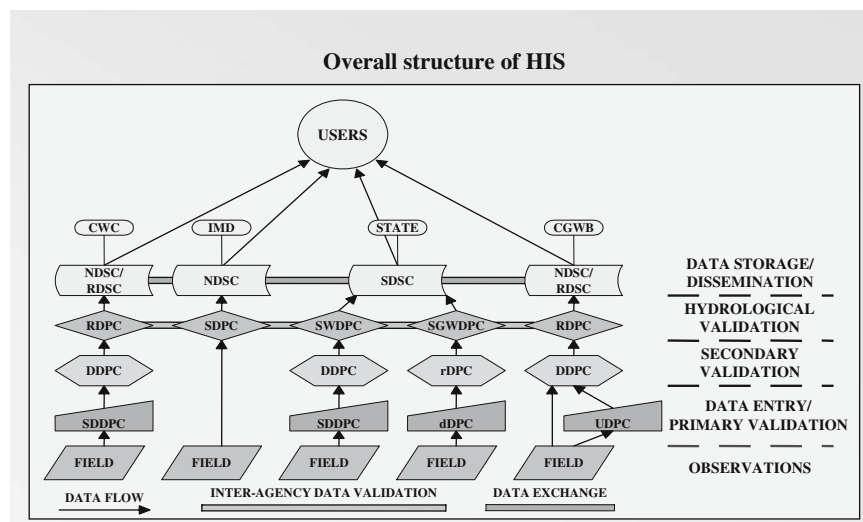 Overall structure of HIS
USERS
CWC
IMD
STATE
CGWB
NDSC/
RDSC
NDSC
SDSC
NDSC/
RDSC
DATA STORAGE/
DISSEMINATION
RDPC
SDPC
SWDPC
SGWDPC
RDPC
HYDROLOGICAL
VALIDATION
DDPC
DDPC
rDPC
DDPC
SECONDARY
VALIDATION
SDDPC
SDDPC
dDPC
UDPC
DATA ENTRY/
PRIMARY VALIDATION
FIELD
FIELD
FIELD
FIELD
FIELD
OBSERVATIONS
DATA FLOW
INTER-AGENCY DATA VALIDATION
DATA EXCHANGE